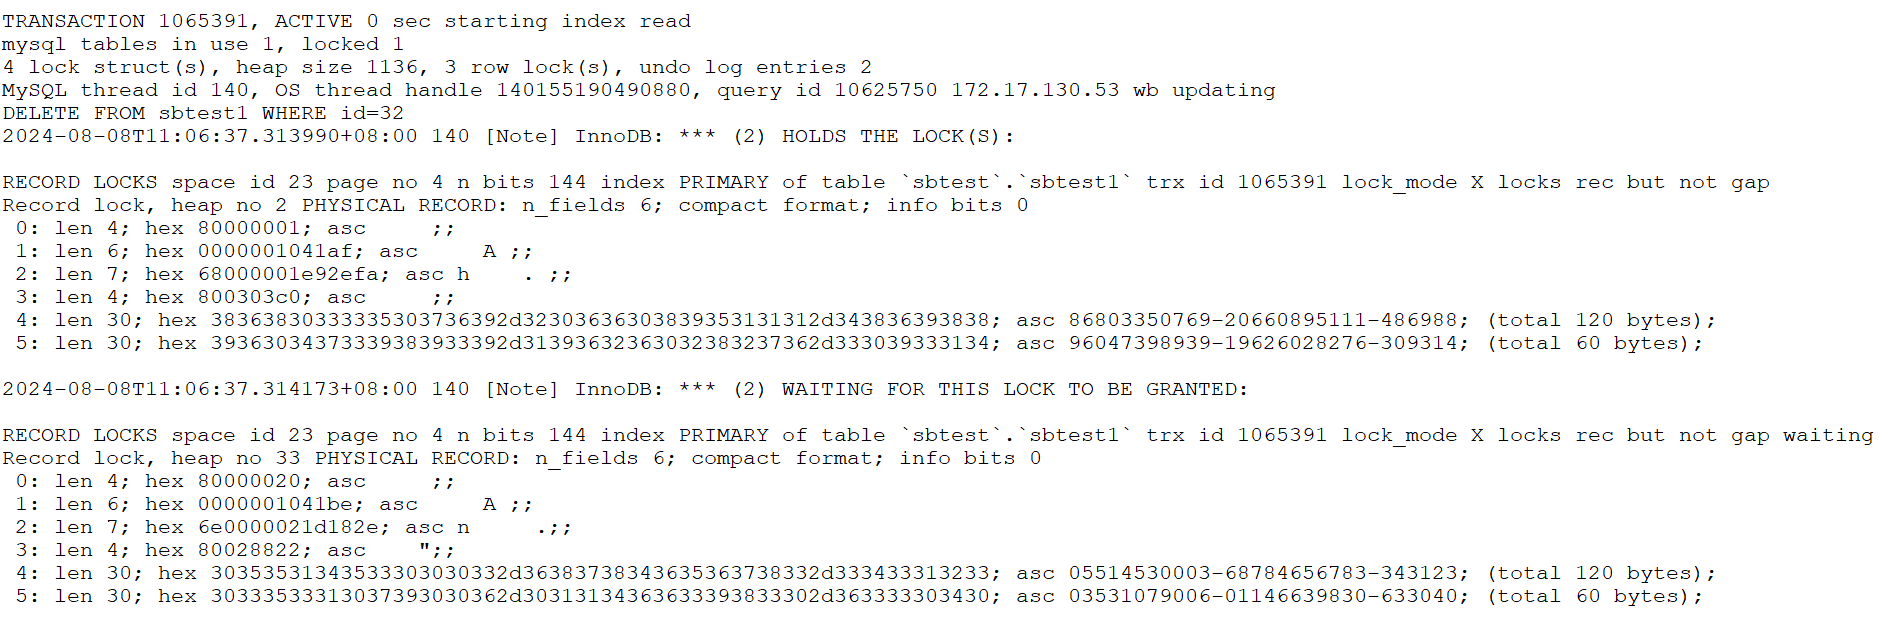 TRANSACTION 1065391, ACTIVE 0 sec starting index read
mysql tables in use 1, locked 1
4 lock struct(s), heap size 1136, 3 row lock(s), undo log entries 2
MySQL thread id 140, OS thread handle 140155190490880, query id 10625750 172.17.130.53 wb updating
DELETE FROM sbtest1 WHERE id=32
2024-08-08T11:06:37.313990+08:00 140 [Note] InnoDB: *** (2) HOLDS THE LOCK(S):
RECORD LOCKS space id 23 page no 4 n bits 144 index PRIMARY of table `sbtest`.`sbtest1` trx id 1065391 lock_mode X locks rec but not gap
Record lock, heap no 2 PHYSICAL RECORD: n_fields 6; compact format; info bits 0
0: len 4; hex 80000001; asc     ;;
1: len 6; hex 0000001041af; asc     A ;;
2: len 7; hex 68000001e92efa; asc h    . ;;
3: len 4; hex 800303c0; asc     ;;
4: len 30; hex 38363830333335303736392d32303636303839353131312d343836393838; asc 86803350769-20660895111-486988; (total 120 bytes);
5: len 30; hex 39363034373339383933392d31393632363032383237362d333039333134; asc 96047398939-19626028276-309314; (total 60 bytes);
2024-08-08T11:06:37.314173+08:00 140 [Note] InnoDB: *** (2) WAITING FOR THIS LOCK TO BE GRANTED:
RECORD LOCKS space id 23 page no 4 n bits 144 index PRIMARY of table `sbtest`.`sbtest1` trx id 1065391 lock_mode X locks rec but not gap waiting
Record lock, heap no 33 PHYSICAL RECORD: n_fields 6; compact format; info bits 0
0: len 4; hex 80000020; asc     ;;
1: len 6; hex 0000001041be; asc     A ;;
2: len 7; hex 6e0000021d182e; asc n     .;;
3: len 4; hex 80028822; asc    ";;
4: len 30; hex 30353531343533303030332d36383738343635363738332d333433313233; asc 05514530003-68784656783-343123; (total 120 bytes);
5: len 30; hex 30333533313037393030362d30313134363633393833302d363333303430; asc 03531079006-01146639830-633040; (total 60 bytes);